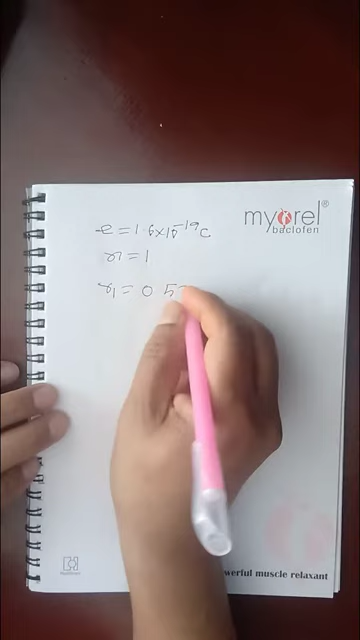 myorel®
baclofen
e = 1.6×10⁻¹⁹C
n = 1
r₁ = 0.5
werful muscle relaxant